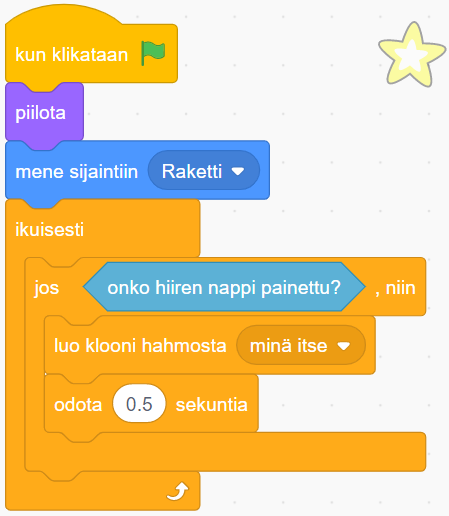 kun klikataan
piilota
mene sijaintiin Raketti
ikuisesti
jos onko hiiren nappi painettu? , niin
luo klooni hahmosta minä itse
odota 0.5 sekuntia